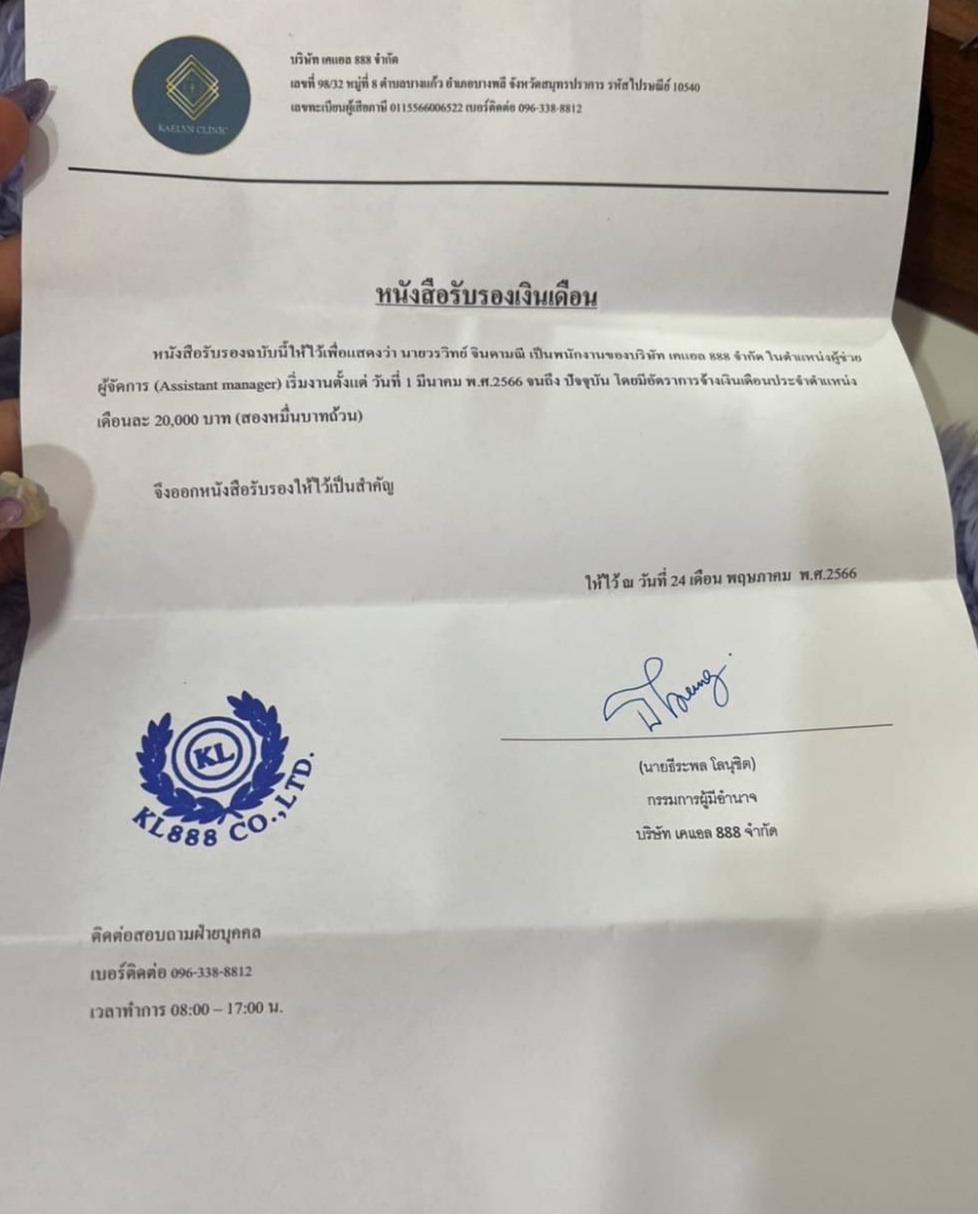 บริษัท เคแอล 888 จำกัด
เลขที่ 98/32 หมู่ที่ 8 ตำบลบางแก้ว อำเภอบางพลี จังหวัดสมุทรปราการ รหัสไปรษณีย์ 10540
เลขทะเบียนผู้เสียภาษี 0115566006522 เบอร์ติดต่อ 096-338-8812
KAELYN CLINIC
หนังสือรับรองเงินเดือน
หนังสือรับรองฉบับนี้ให้ไว้เพื่อแสดงว่า นายวรวิทย์ จินดามณี เป็นพนักงานของบริษัท เคแอล 888 จำกัด ในตำแหน่งผู้ช่วย
ผู้จัดการ (Assistant manager) เริ่มงานตั้งแต่ วันที่ 1 มีนาคม พ.ศ.2566 จนถึง ปัจจุบัน โดยมีอัตราการจ้างเงินเดือนประจำตำแหน่ง
เดือนละ 20,000 บาท (สองหมื่นบาทถ้วน)
จึงออกหนังสือรับรองให้ไว้เป็นสำคัญ
ให้ไว้ ณ วันที่ 24 เดือน พฤษภาคม พ.ศ.2566
KL
KL888 CO.,LTD.
(นายธีระพล โลนุชิต)
กรรมการผู้มีอำนาจ
บริษัท เคแอล 888 จำกัด
ติดต่อสอบถามฝ่ายบุคคล
เบอร์ติดต่อ 096-338-8812
เวลาทำการ 08:00 – 17:00 น.